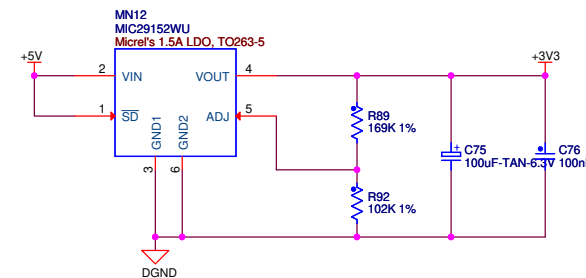 MN12
MIC29152WU
Micrel's 1.5A LDO, TO263-5
+5V
+3V3
2
VIN
VOUT
4
1
SD
ADJ
5
GND1
GND2
3
6
R89
169K 1%
R92
102K 1%
C75
100uF-TAN-6.3V
C76
100n
DGND